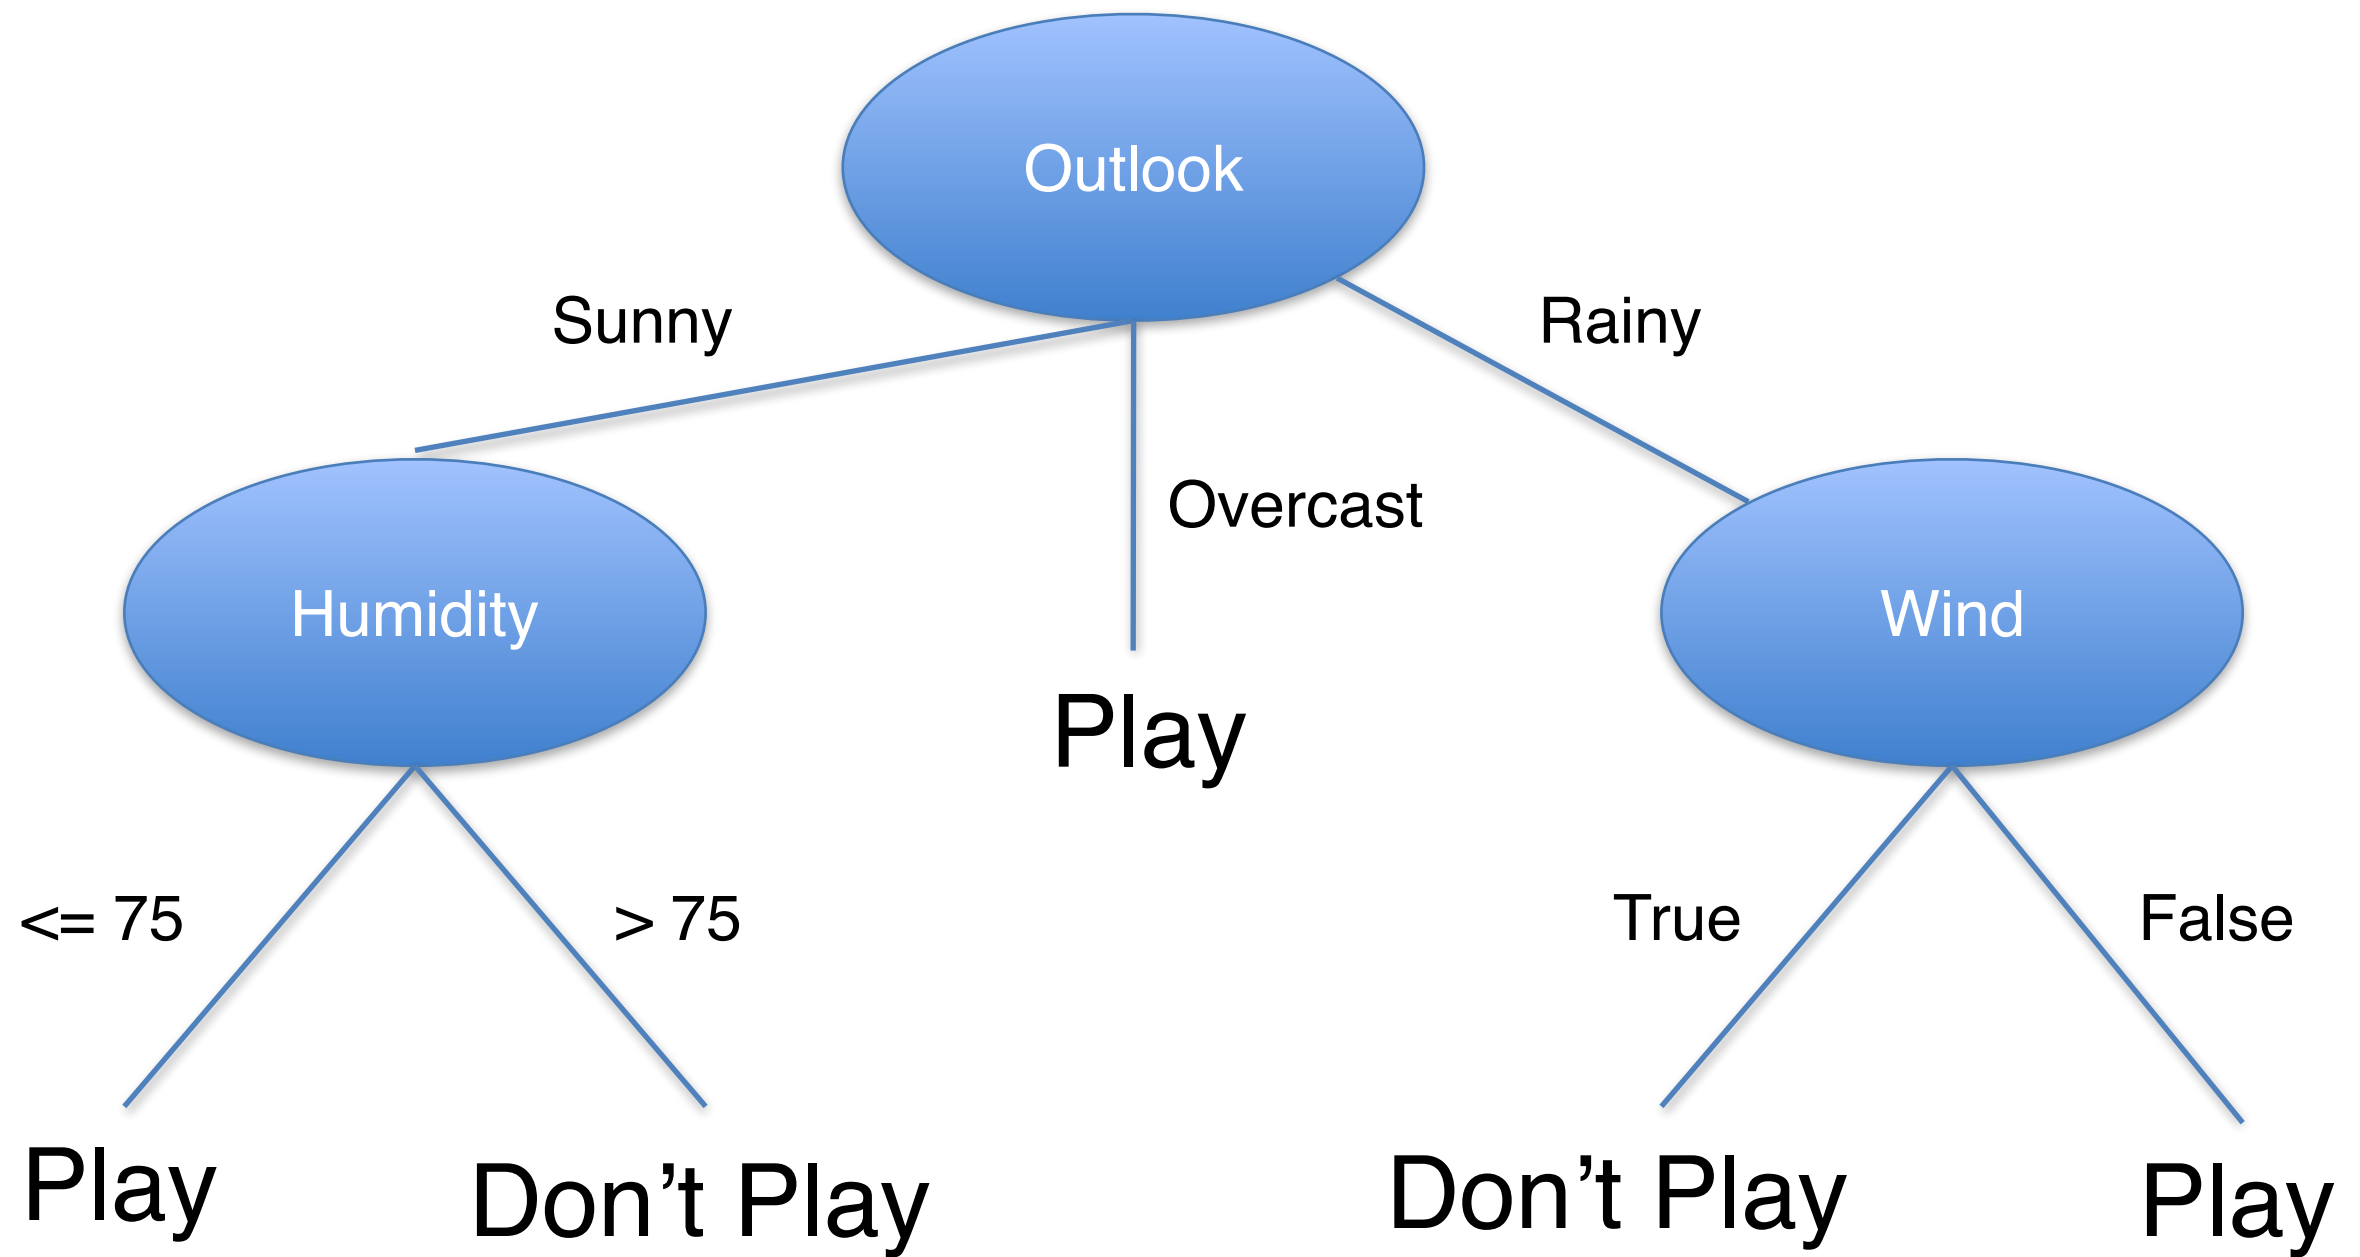 Outlook
Sunny
Rainy
Overcast
Humidity
Wind
Play
<= 75
> 75
True
False
Play
Don’t Play
Don’t Play
Play